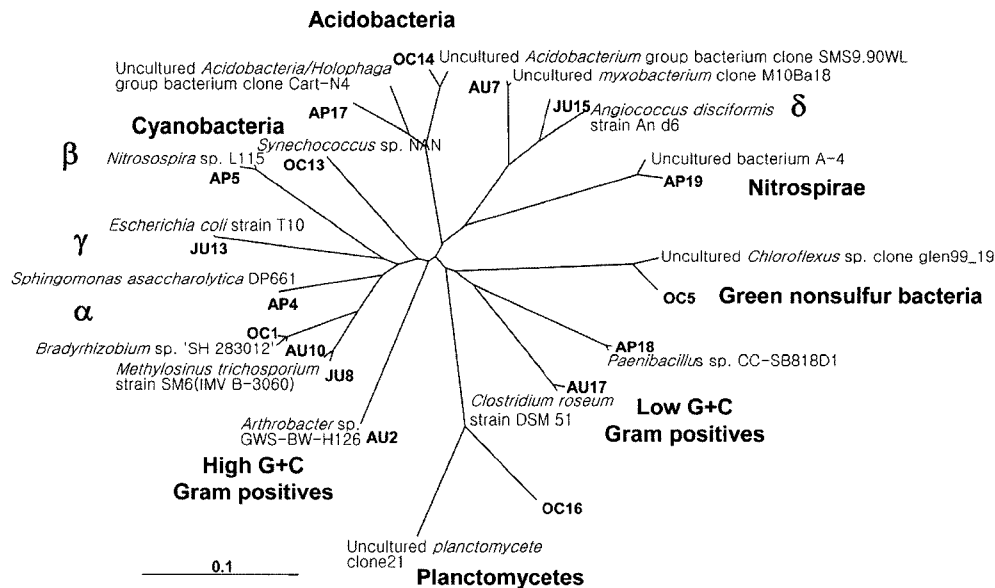 Acidobacteria
OC14
Uncultured Acidobacterium group bacterium clone SMS9.90WL
Uncultured Acidobacteria/Holophaga
group bacterium clone Cart-N4
AU7
Uncultured myxobacterium clone M10Ba18
AP17
JU15
Angiococcus disciformis
strain An d6
δ
Cyanobacteria
Synechococcus sp. NAN
OC13
β
Nitrosospira sp. L115
AP5
Uncultured bacterium A-4
AP19
Nitrospirae
Escherichia coli strain T10
γ
JU13
Uncultured Chloroflexus sp. clone glen99_19
OC5
Green nonsulfur bacteria
Sphingomonas asaccharolytica DP661
AP4
α
OC1
Bradyrhizobium sp. 'SH 283012'
AU10
Methylosinus trichosporium
strain SM6(IMV B-3060)
JU8
AP18
Paenibacillus sp. CC-SB818D1
AU17
Clostridium roseum
strain DSM 51
Low G+C
Gram positives
Arthrobacter sp.
GWS-BW-H126
AU2
High G+C
Gram positives
OC16
Uncultured planctomycete
clone21
Planctomycetes
0.1